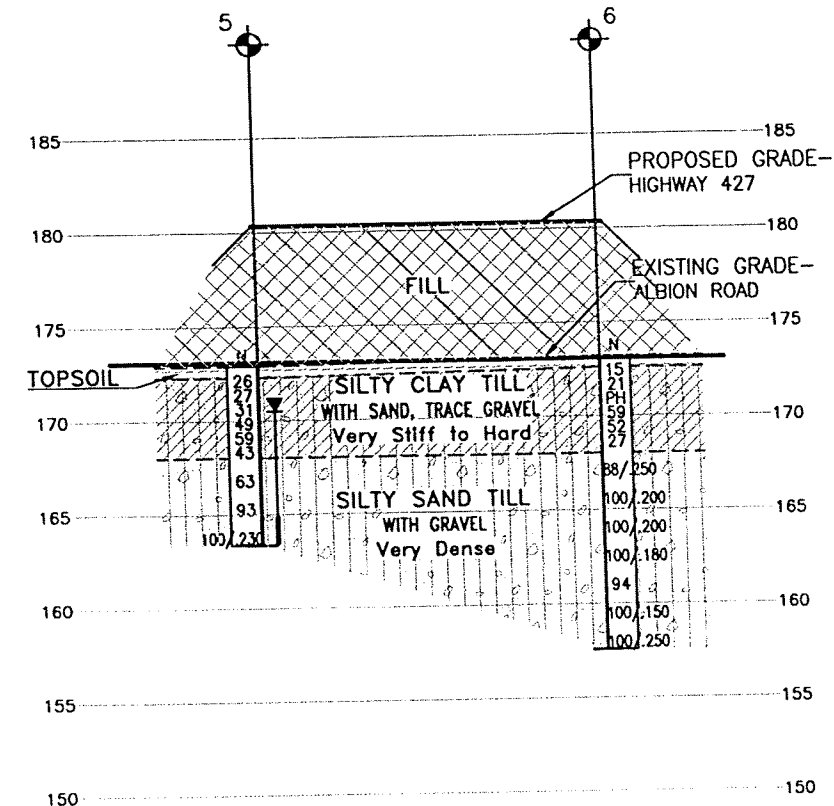 5
6
185
185
PROPOSED GRADE-
HIGHWAY 427
180
180
FILL
EXISTING GRADE-
ALBION ROAD
175
175
N
N
TOPSOIL
SILTY CLAY TILL
WITH SAND, TRACE GRAVEL
Very Stiff to Hard
26
27
31
49
59
43
63
93
100/.230
15
21
PH
59
52
27
88/.250
100/.200
100/.200
100/.180
94
100/.150
100/.250
170
170
SILTY SAND TILL
WITH GRAVEL
Very Dense
165
165
160
160
155
155
150
150